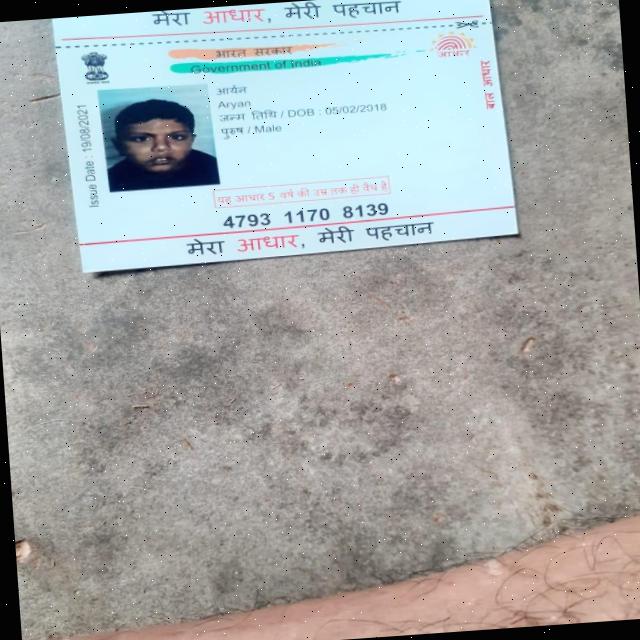 मेरा आधार, मेरी पहचान
भारत सरकार
Government of India
आधार
बाल आधार
Issue Date : 19/08/2021
आर्यन
Aryan
जन्म तिथि / DOB : 05/02/2018
पुरुष / Male
यह आधार 5 वर्ष की उम्र तक ही वैध है
4793 1170 8139
मेरा आधार, मेरी पहचान